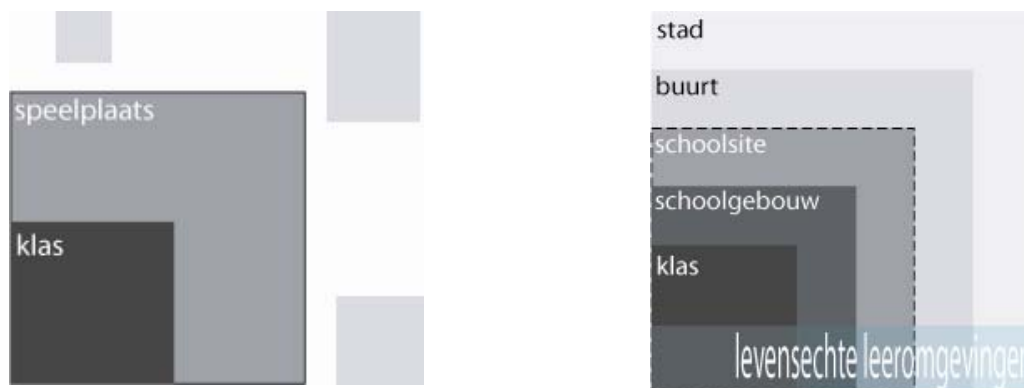 speelplaats
klas
stad
buurt
schoolsite
schoolgebouw
klas
levensechte leeromgevingen